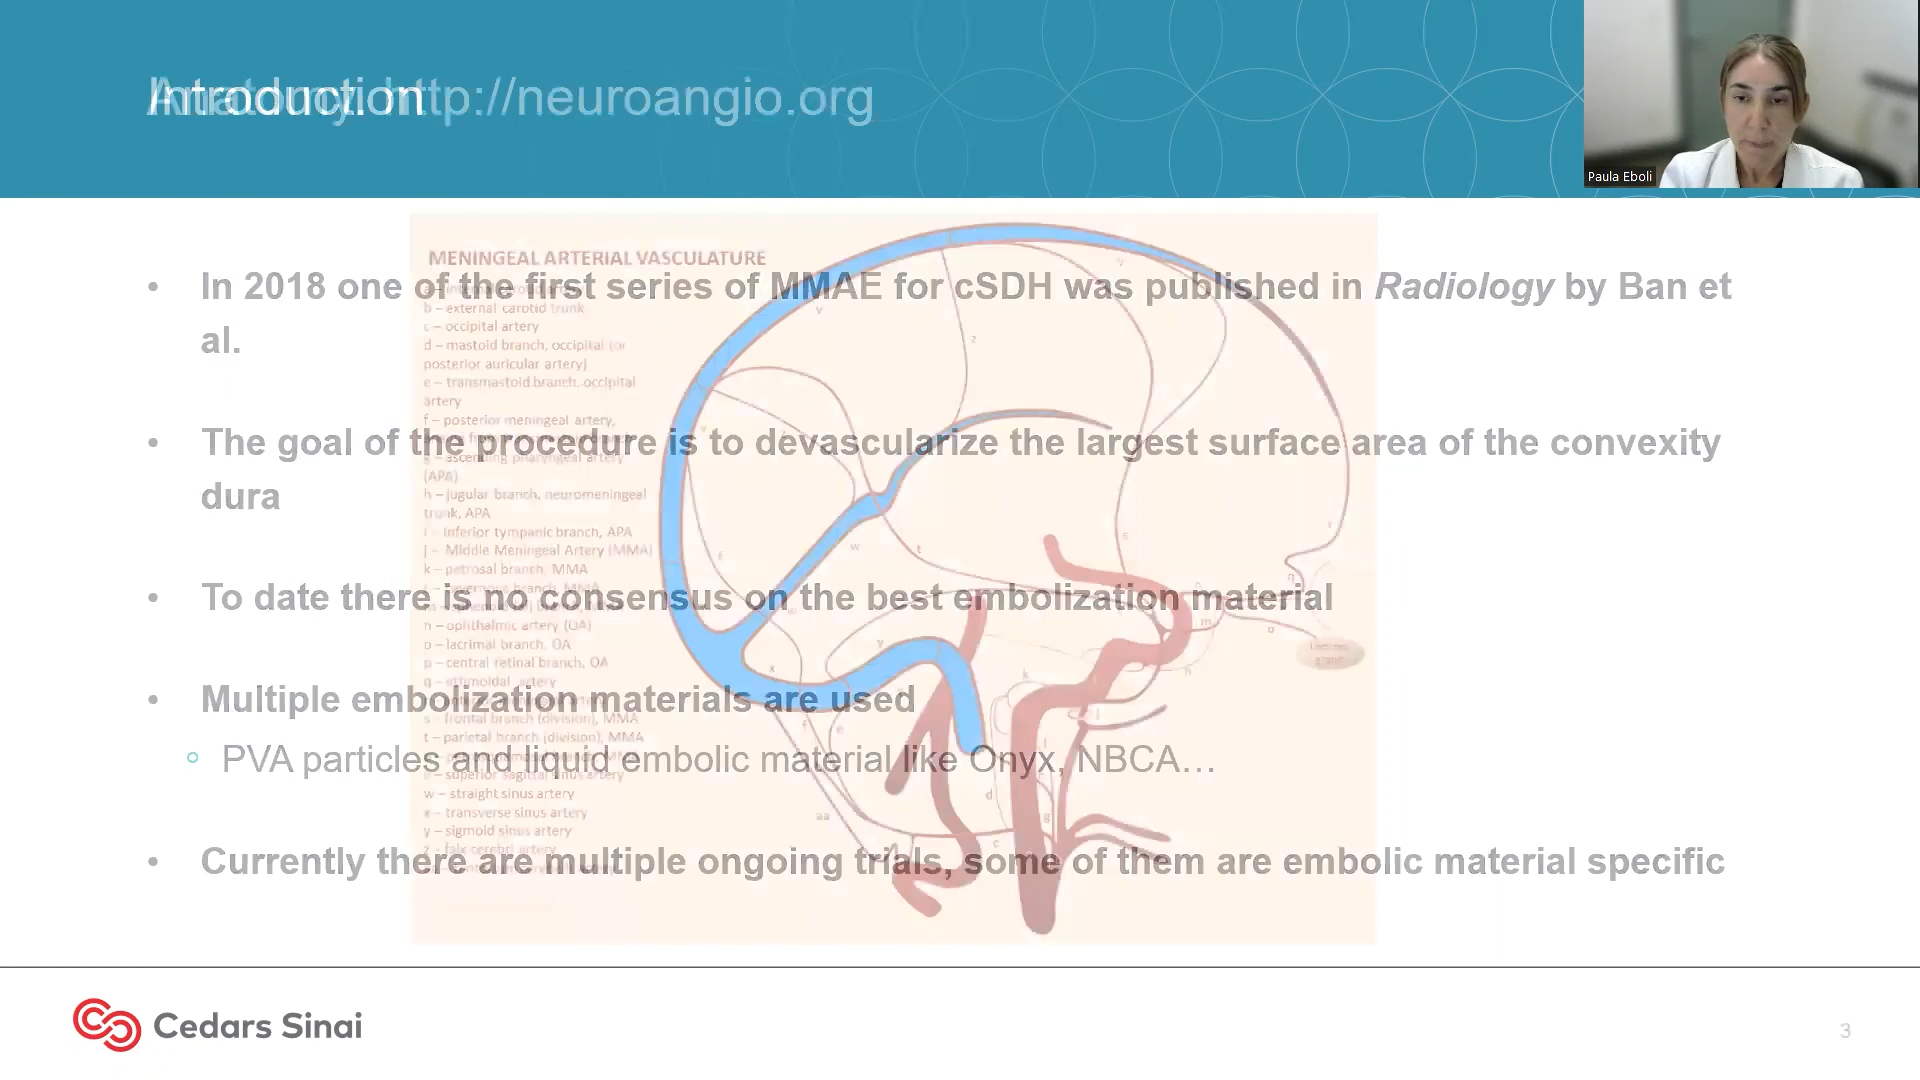 Introduction
Anatomy: http://neuroangio.org
Paula Eboli
• In 2018 one of the first series of MMAE for cSDH was published in Radiology by Ban et
al.
• The goal of the procedure is to devascularize the largest surface area of the convexity
dura
• To date there is no consensus on the best embolization material
• Multiple embolization materials are used
PVA particles and liquid embolic material like Onyx, NBCA…
• Currently there are multiple ongoing trials, some of them are embolic material specific
MENINGEAL ARTERIAL VASCULATURE
b – external carotid trunk
c – occipital artery
d – mastoid branch, occipital (or
posterior auricular artery)
e – transmastoid branch, occipital
artery
f – posterior meningeal artery,
g – ascending pharyngeal artery
(APA)
h – jugular branch, neuromeningeal
trunk, APA
i – inferior tympanic branch, APA
j – Middle Meningeal Artery (MMA)
k – petrosal branch, MMA
n – ophthalmic artery (OA)
o – lacrimal branch, OA
p – central retinal branch, OA
q – ethmoidal artery
s – frontal branch (division), MMA
t – parietal branch (division), MMA
v – superior sagittal sinus artery
w – straight sinus artery
x – transverse sinus artery
y – sigmoid sinus artery
z – falx cerebri artery
Cedars Sinai
3